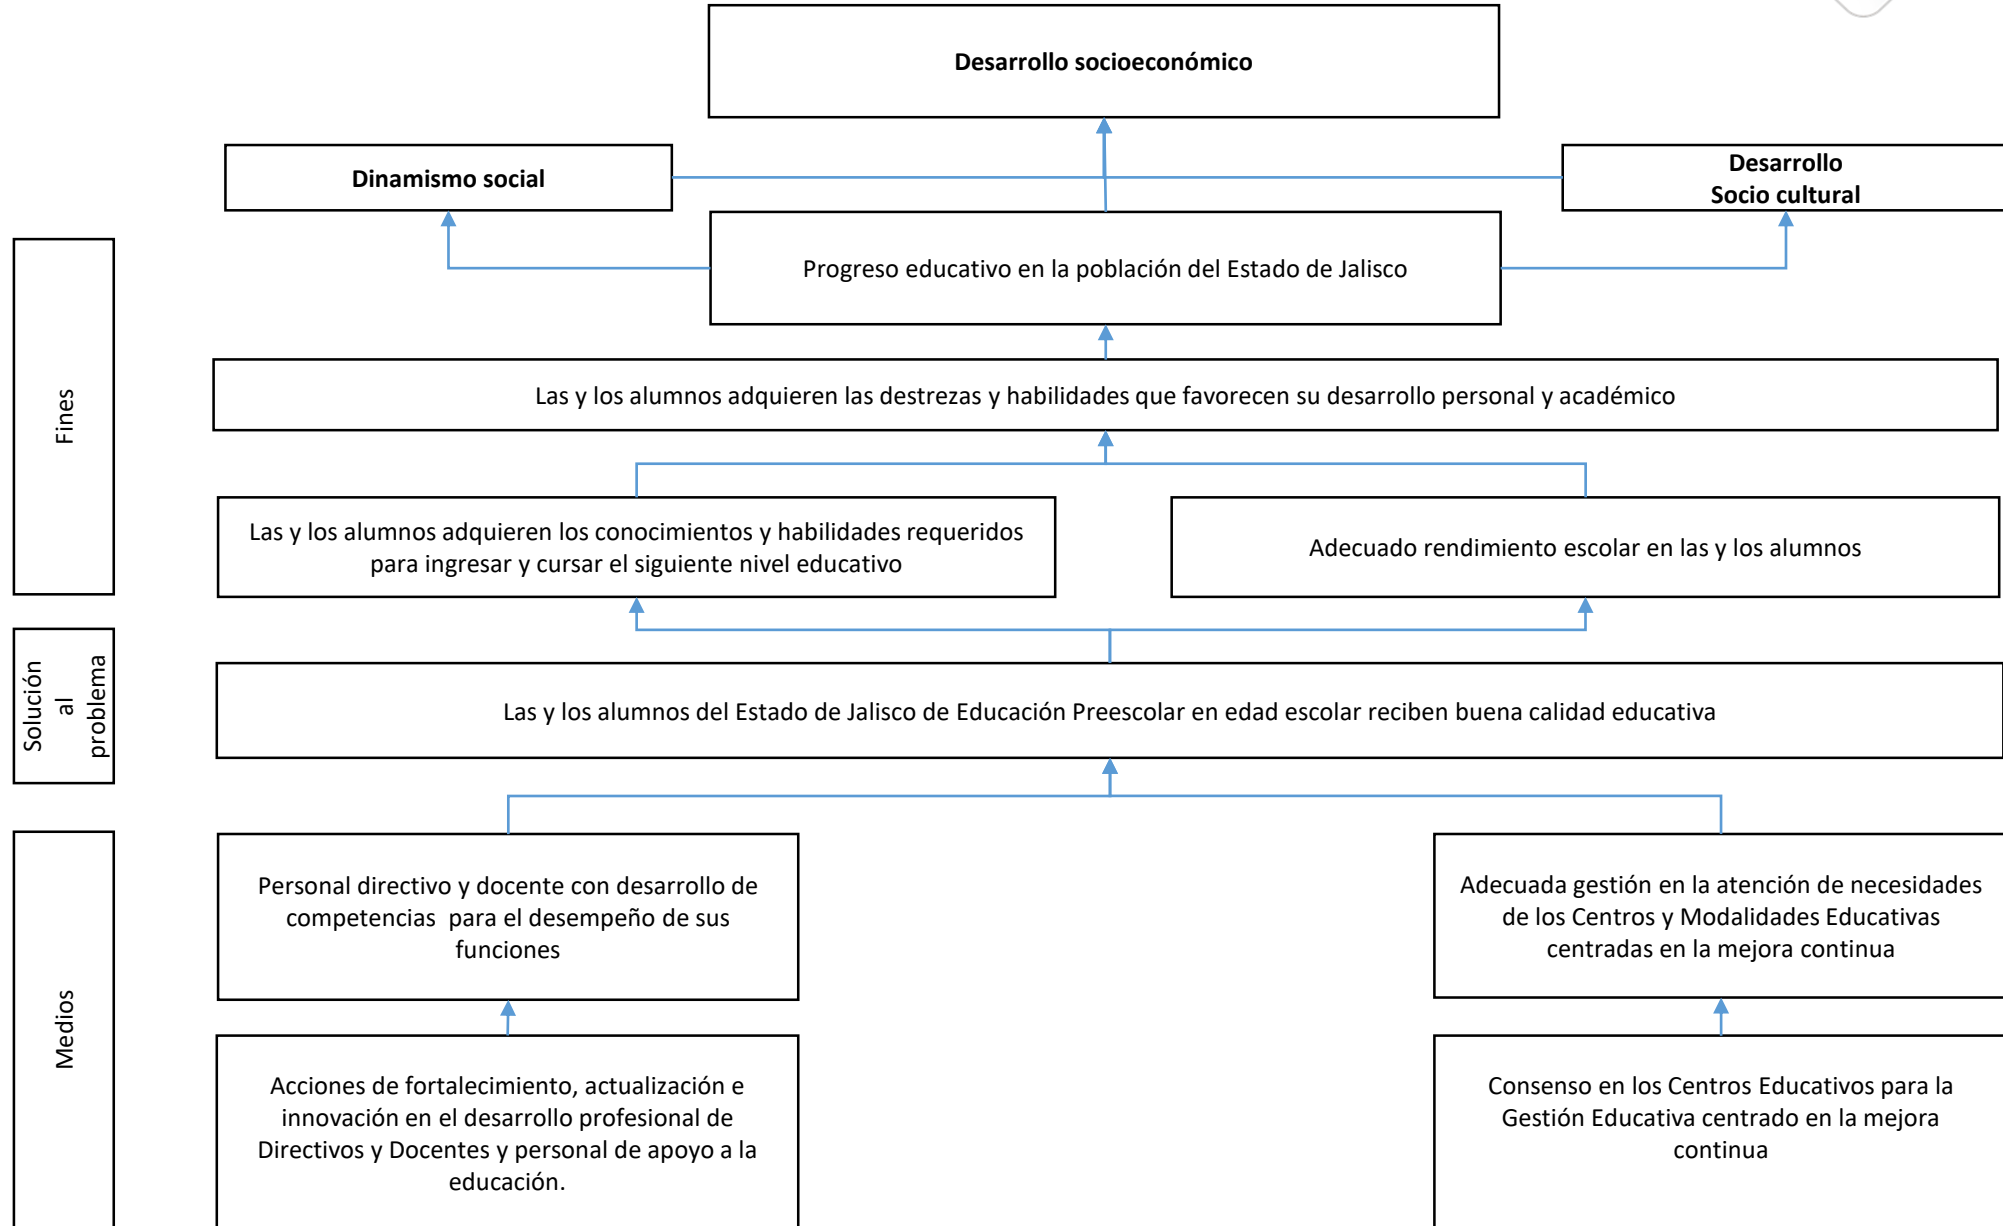 Desarrollo socioeconómico
Dinamismo social
Desarrollo
Socio cultural
Progreso educativo en la población del Estado de Jalisco
Fines
Las y los alumnos adquieren las destrezas y habilidades que favorecen su desarrollo personal y académico
Las y los alumnos adquieren los conocimientos y habilidades requeridos
para ingresar y cursar el siguiente nivel educativo
Adecuado rendimiento escolar en las y los alumnos
Solución
al
problema
Las y los alumnos del Estado de Jalisco de Educación Preescolar en edad escolar reciben buena calidad educativa
Medios
Personal directivo y docente con desarrollo de
competencias para el desempeño de sus
funciones
Adecuada gestión en la atención de necesidades
de los Centros y Modalidades Educativas
centradas en la mejora continua
Acciones de fortalecimiento, actualización e
innovación en el desarrollo profesional de
Directivos y Docentes y personal de apoyo a la
educación.
Consenso en los Centros Educativos para la
Gestión Educativa centrado en la mejora
continua